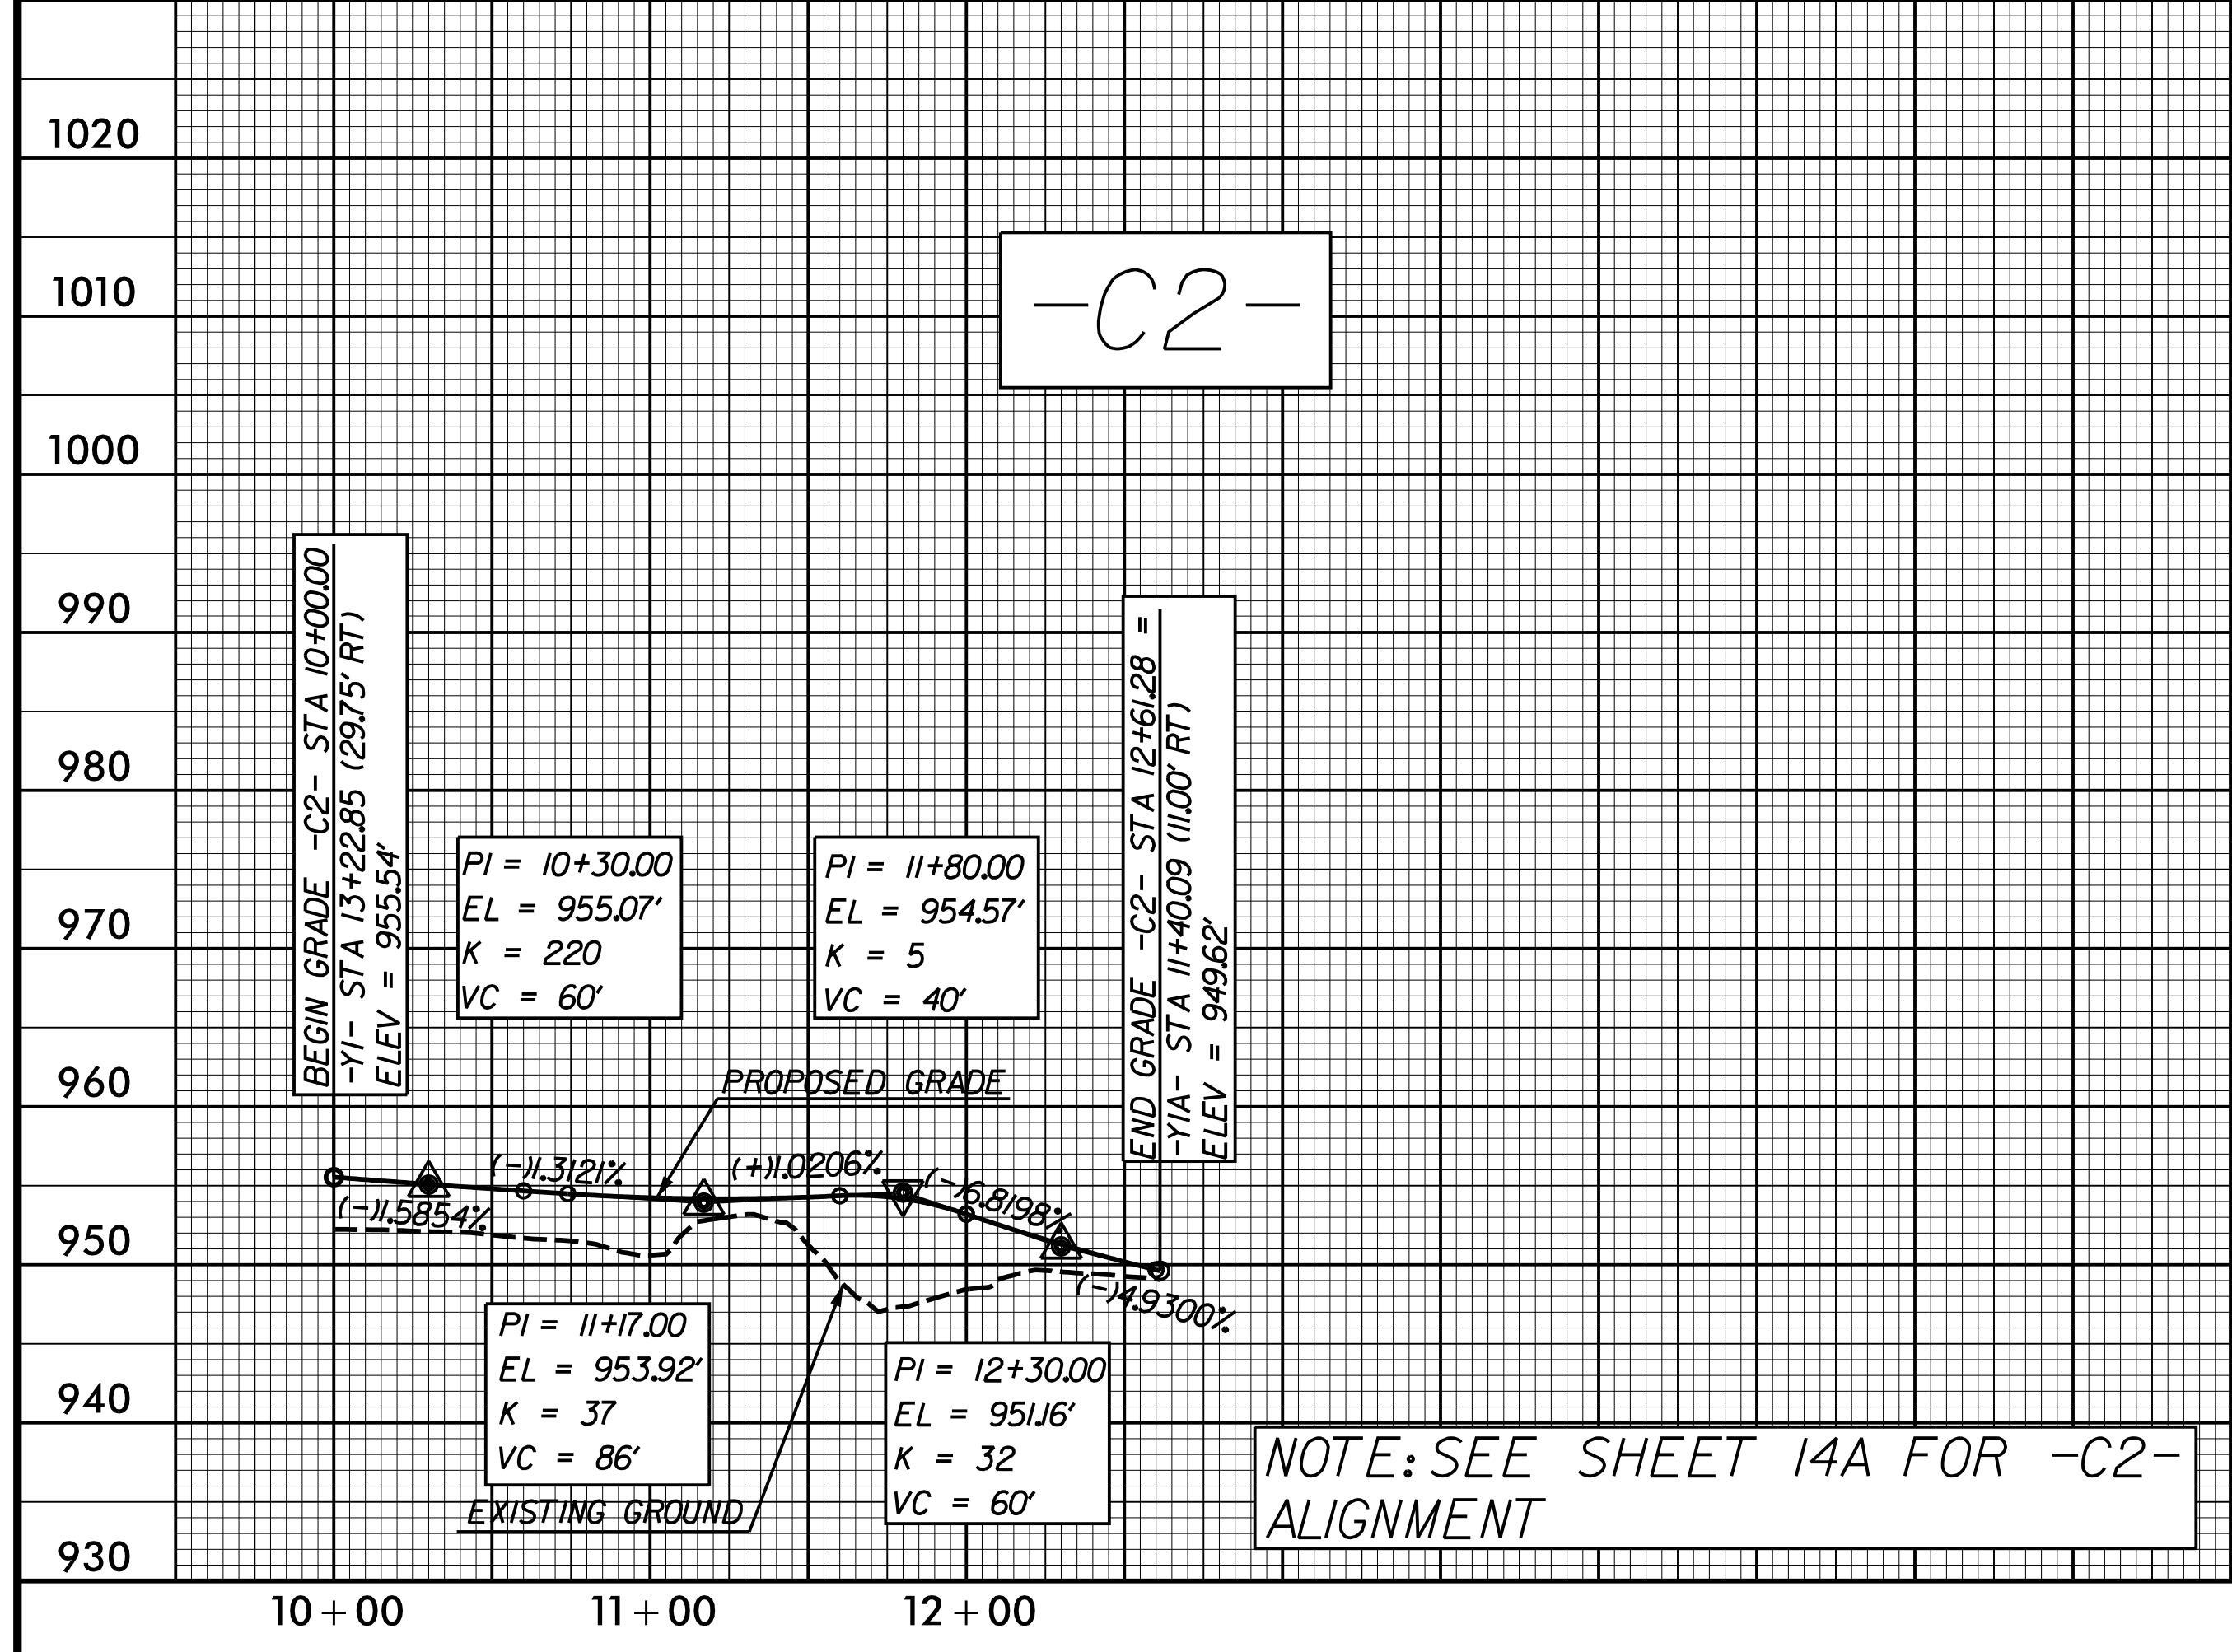 1020
1010
1000
990
980
970
960
950
940
930
-C2-
BEGIN GRADE -C2- STA 10+00.00
-Y1- STA 13+22.85 (29.75' RT)
ELEV = 955.54'
PI = 10+30.00
EL = 955.07'
K = 220
VC = 60'
PI = 11+80.00
EL = 954.57'
K = 5
VC = 40'
END GRADE -C2- STA 12+61.28 =
-Y1A- STA 11+40.09 (11.00' RT)
ELEV = 949.62'
PROPOSED GRADE
(-)1.5854%
(-)1.3121%
(+)1.0206%
(-)6.8198%
(-)4.9300%
PI = 11+17.00
EL = 953.92'
K = 37
VC = 86'
EXISTING GROUND
PI = 12+30.00
EL = 951.16'
K = 32
VC = 60'
NOTE: SEE SHEET 14A FOR -C2-
ALIGNMENT
10+00
11+00
12+00